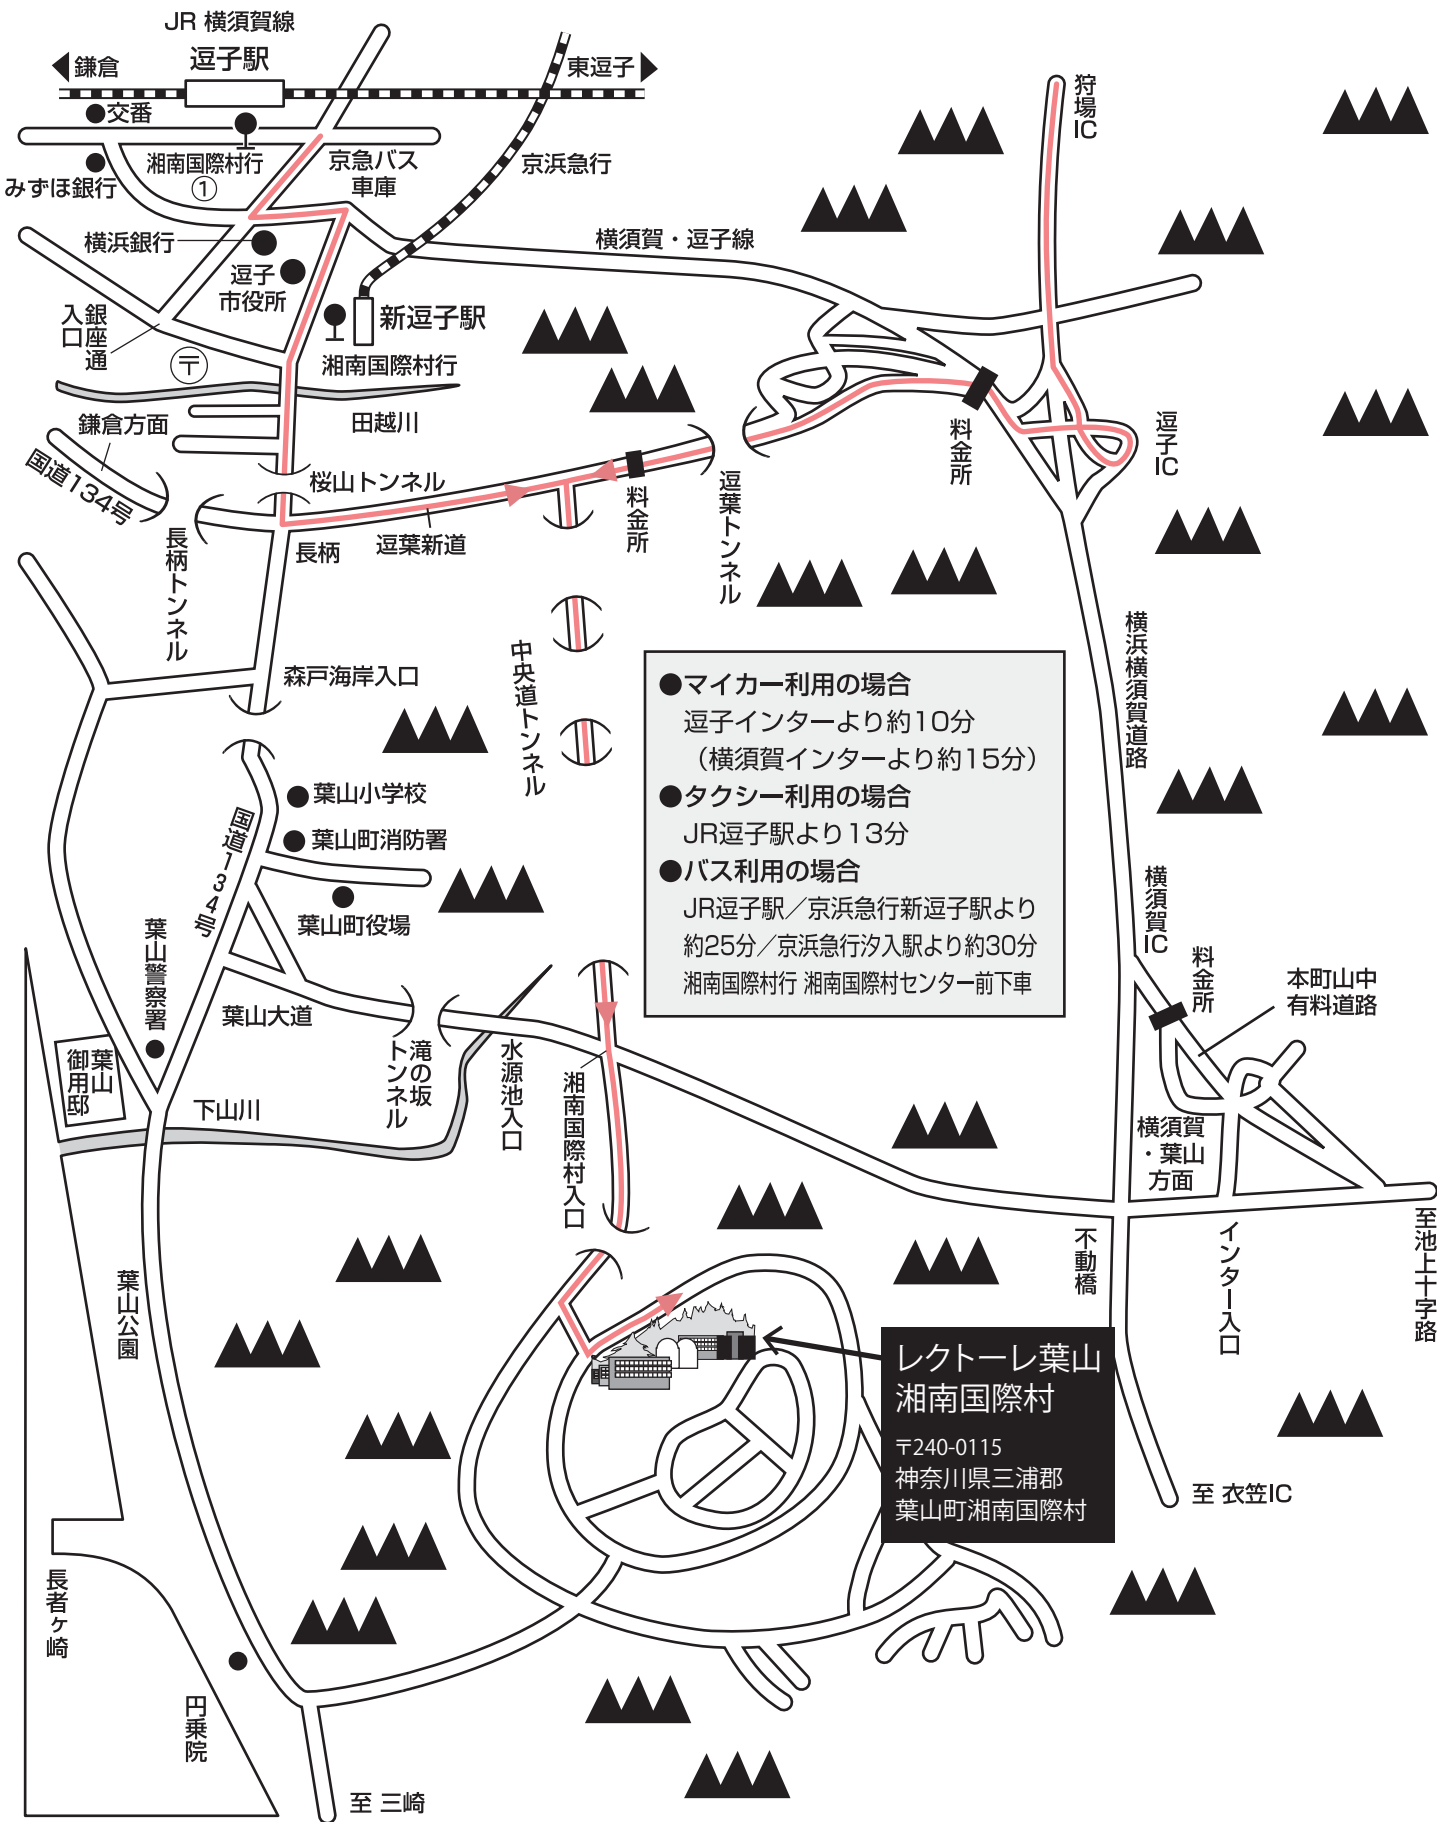 JR 横須賀線
逗子駅
鎌倉
東逗子
交番
みずほ銀行
湘南国際村行
①
京急バス
車庫
京浜急行
横浜銀行
逗子
市役所
銀座通
入口
〒
新逗子駅
湘南国際村行
田越川
横須賀・逗子線
狩場IC
鎌倉方面
国道134号
桜山トンネル
長柄トンネル
長柄
逗葉新道
料金所
逗葉トンネル
料金所
逗子IC
森戸海岸入口
中央道トンネル
横浜横須賀道路
●マイカー利用の場合
逗子インターより約10分
（横須賀インターより約15分）
●タクシー利用の場合
JR逗子駅より13分
●バス利用の場合
JR逗子駅／京浜急行新逗子駅より
約25分／京浜急行汐入駅より約30分
湘南国際村行 湘南国際村センター前下車
葉山小学校
葉山町消防署
国道134号
葉山町役場
葉山警察署
葉山大道
葉山
御用邸
下山川
滝の坂
トンネル
水源池入口
湘南国際村入口
横須賀IC
料金所
本町山中
有料道路
横須賀
・葉山
方面
不動橋
インター入口
至池上十字路
葉山公園
レクトーレ葉山
湘南国際村
〒240-0115
神奈川県三浦郡
葉山町湘南国際村
至 衣笠IC
長者ヶ崎
円乗院
至 三崎